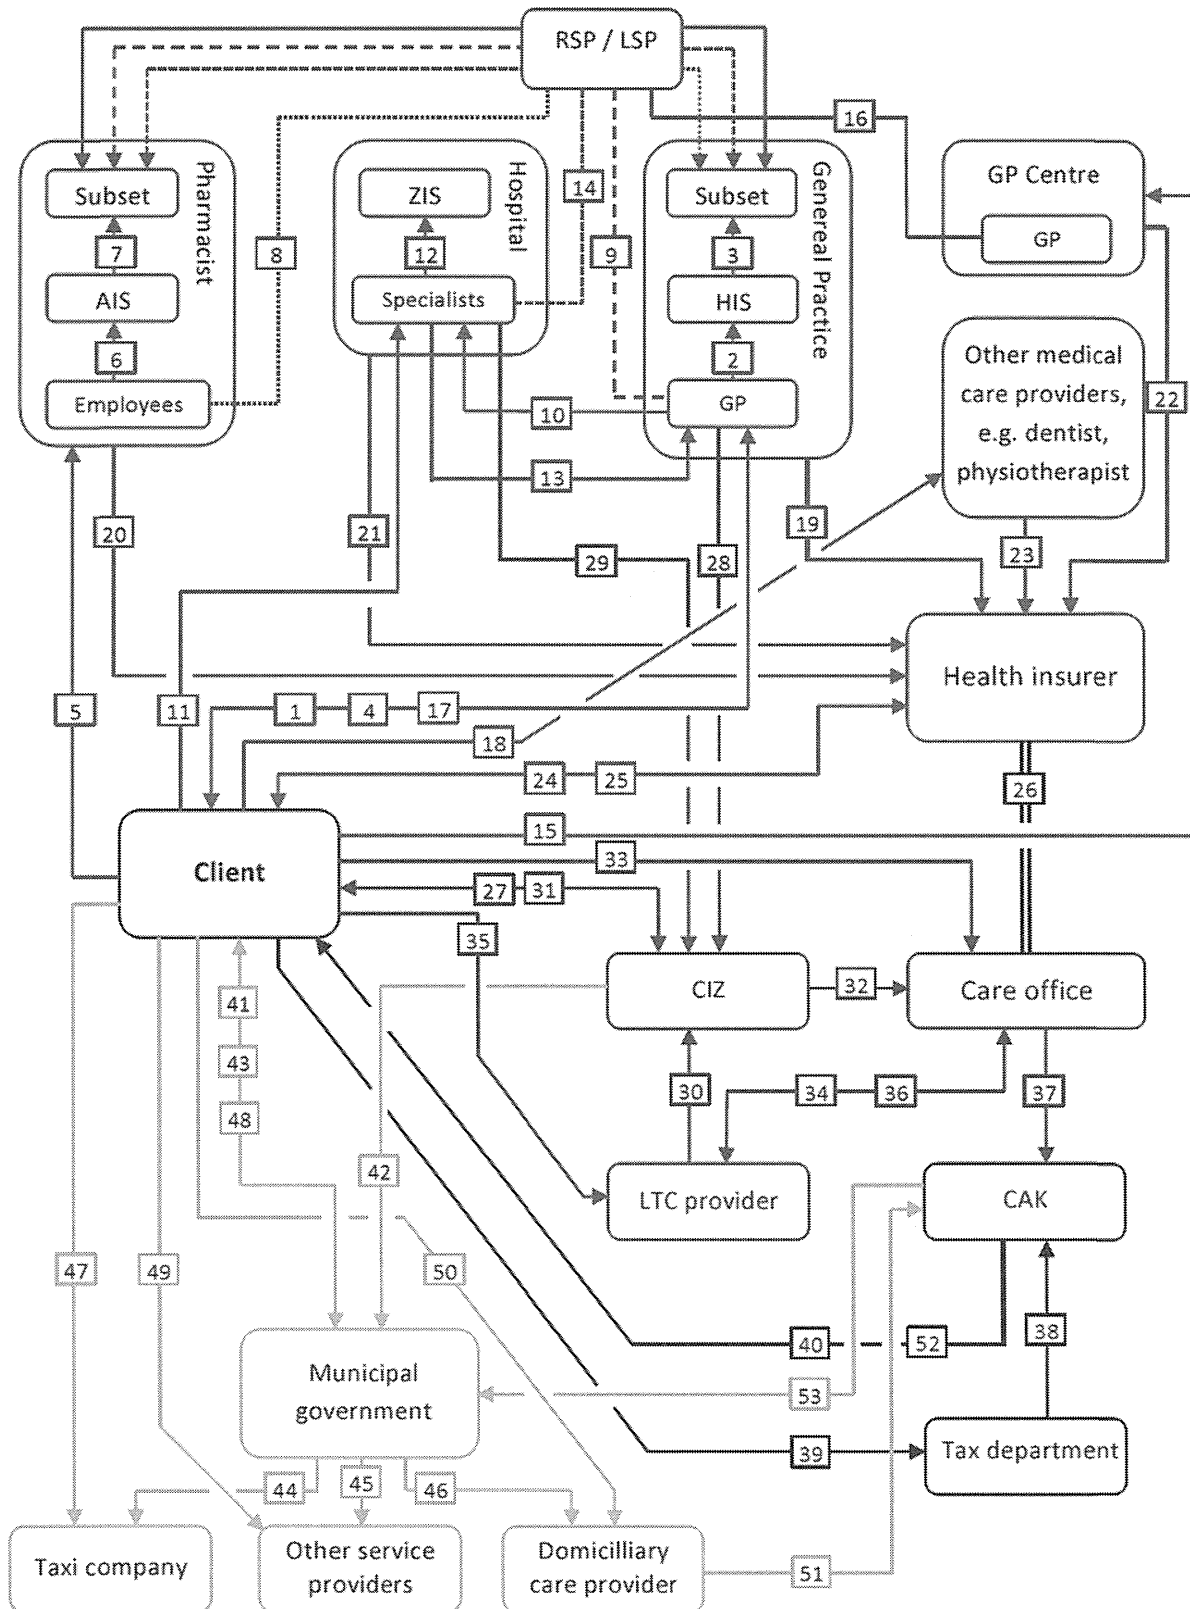 RSP / LSP
16
Pharmacist
Subset
7
AIS
6
Employees
8
Hospital
ZIS
12
Specialists
14
9
Genereal Practice
Subset
3
HIS
2
GP
GP Centre
GP
10
13
Other medical
care providers,
e.g. dentist,
physiotherapist
22
20
21
29
28
19
23
Health insurer
5
11
1
4
17
18
24
25
26
15
33
Client
27
31
35
CIZ
32
Care office
41
43
48
30
34
36
37
42
LTC provider
CAK
47
49
50
40
52
38
Municipal
government
53
39
Tax department
44
45
46
Taxi company
Other service
providers
Domicilliary
care provider
51